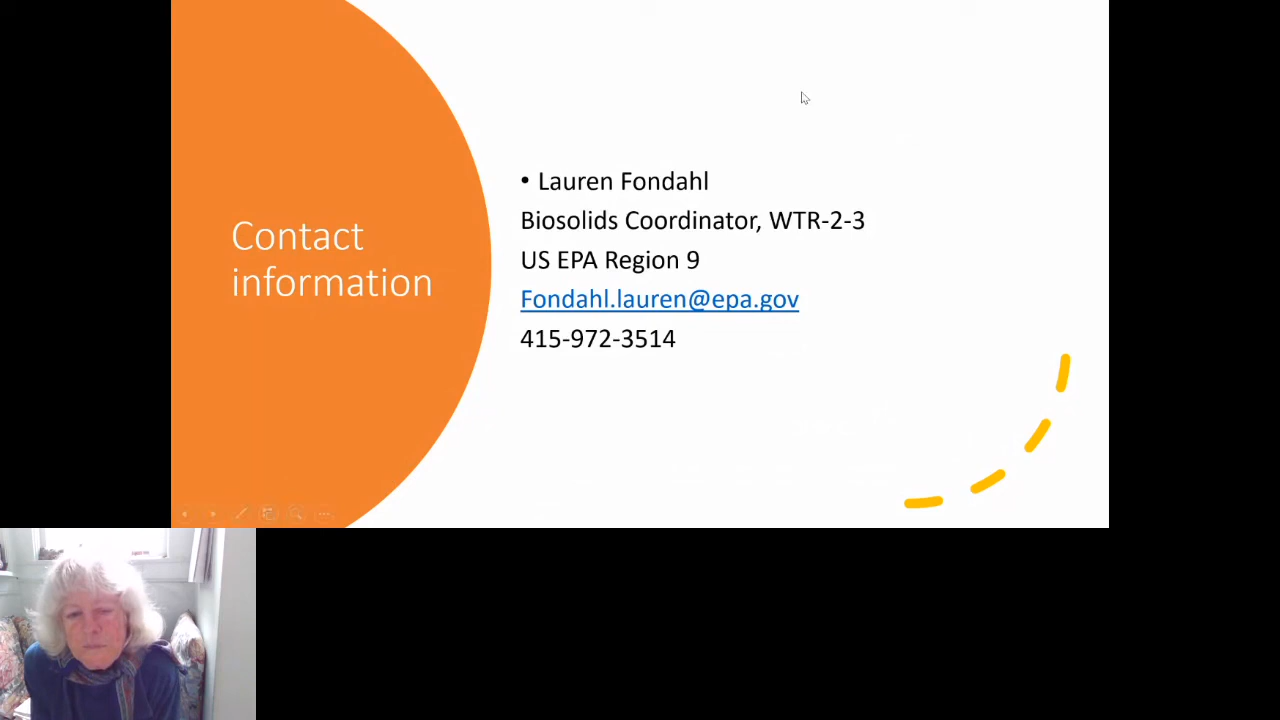 Contact
information
• Lauren Fondahl
Biosolids Coordinator, WTR-2-3
US EPA Region 9
Fondahl.lauren@epa.gov
415-972-3514